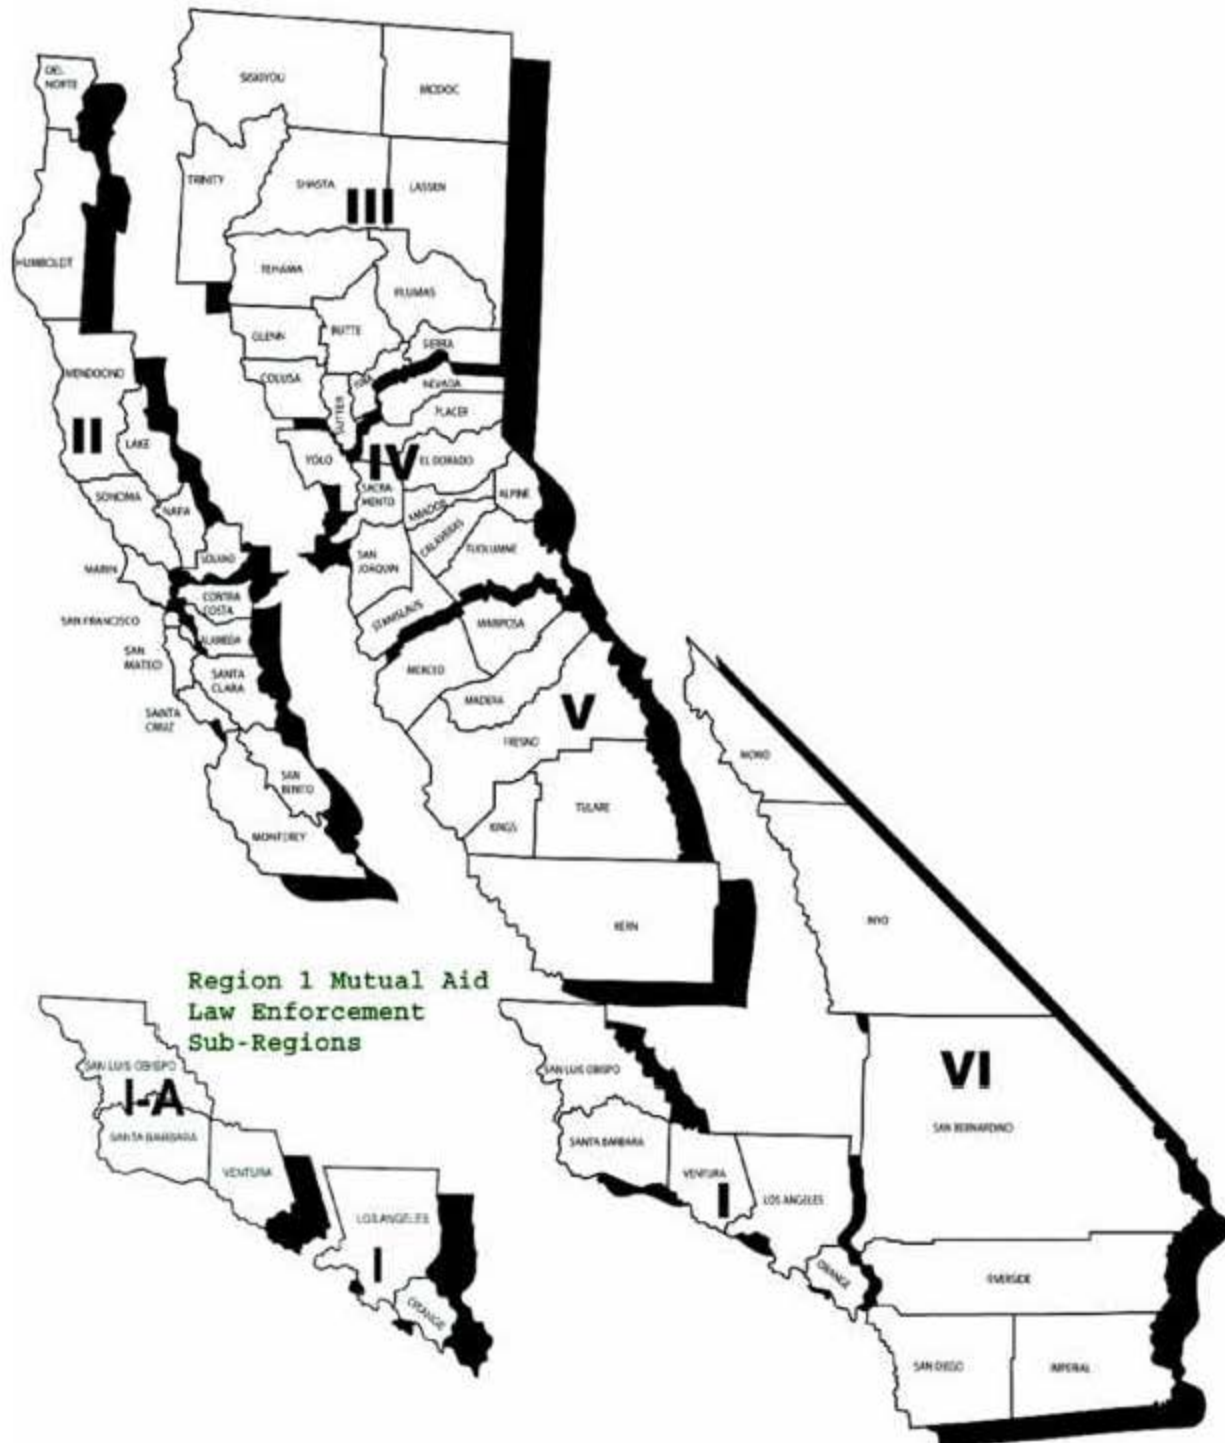 DEL
NORTE
SISKIYOU
MODOC
TRINITY
SHASTA
LASSEN
III
HUMBOLDT
TEHAMA
PLUMAS
GLENN
BUTTE
SIERRA
MENDOCINO
COLUSA
NEVADA
SUTTER
PLACER
II
LAKE
YOLO
IV
EL DORADO
SACRA-
MENTO
ALPINE
SONOMA
NAPA
AMADOR
CALAVERAS
TUOLUMNE
MARIN
SOLANO
SAN
JOAQUIN
CONTRA
COSTA
STANISLAUS
SAN FRANCISCO
ALAMEDA
MARIPOSA
SAN
MATEO
SANTA
CLARA
MERCED
MADERA
V
SANTA
CRUZ
FRESNO
MONO
SAN
BENITO
TULARE
KINGS
MONTEREY
KERN
INYO
Region 1 Mutual Aid
Law Enforcement
Sub-Regions
SAN LUIS OBISPO
I-A
SANTA BARBARA
VENTURA
LOS ANGELES
I
ORANGE
SAN LUIS OBISPO
SANTA BARBARA
VENTURA
I
LOS ANGELES
ORANGE
VI
SAN BERNARDINO
RIVERSIDE
SAN DIEGO
IMPERIAL